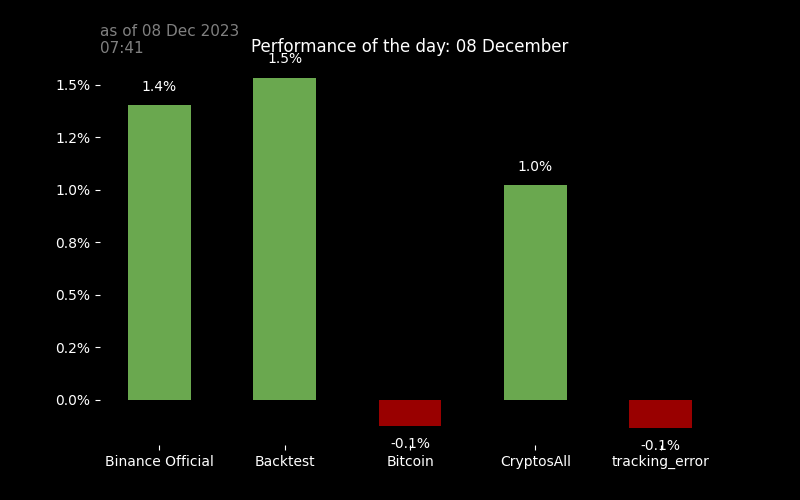 as of 08 Dec 2023
07:41
Performance of the day: 08 December
1.5%
1.4%
1.5%
1.2%
1.0%
1.0%
0.8%
0.5%
0.2%
0.0%
-0.1%
-0.1%
Binance Official
Backtest
Bitcoin
CryptosAll
tracking_error